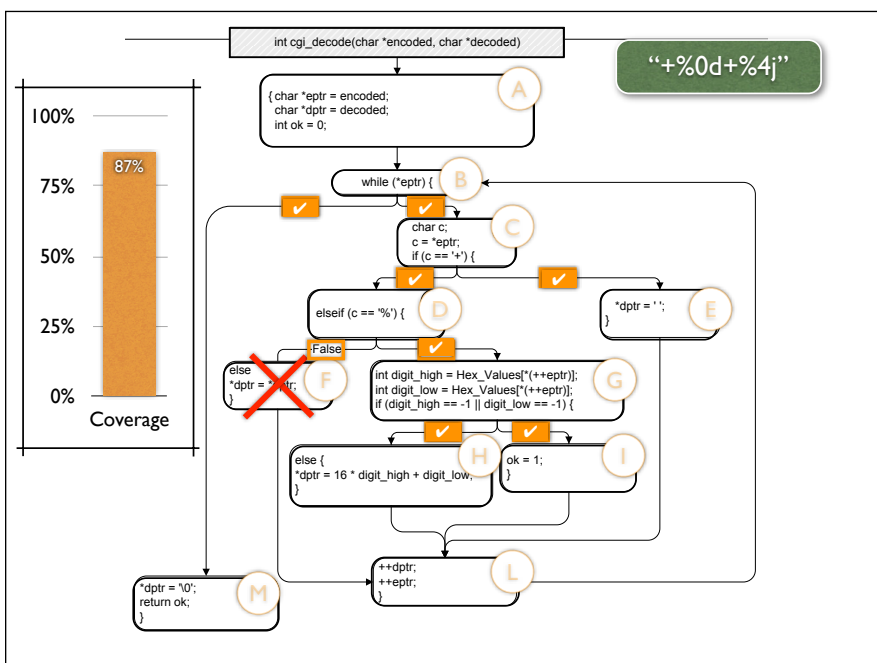 int cgi_decode(char *encoded, char *decoded)
“+%0d+%4j”
A
{ char *eptr = encoded;
char *dptr = decoded;
int ok = 0;
100%
75%
50%
25%
0%
87%
Coverage
while (*eptr) {
B
✔
✔
char c;
c = *eptr;
if (c == '+') {
C
✔
✔
elseif (c == '%') {
D
*dptr = ' ';
}
E
False
✔
else
}
F
int digit_high = Hex_Values[*(++eptr)];
int digit_low = Hex_Values[*(++eptr)];
if (digit_high == -1 || digit_low == -1) {
G
✔
✔
else {
*dptr = 16 * digit_high + digit_low;
}
H
ok = 1;
}
I
++dptr;
++eptr;
}
L
*dptr = '\0';
return ok;
}
M